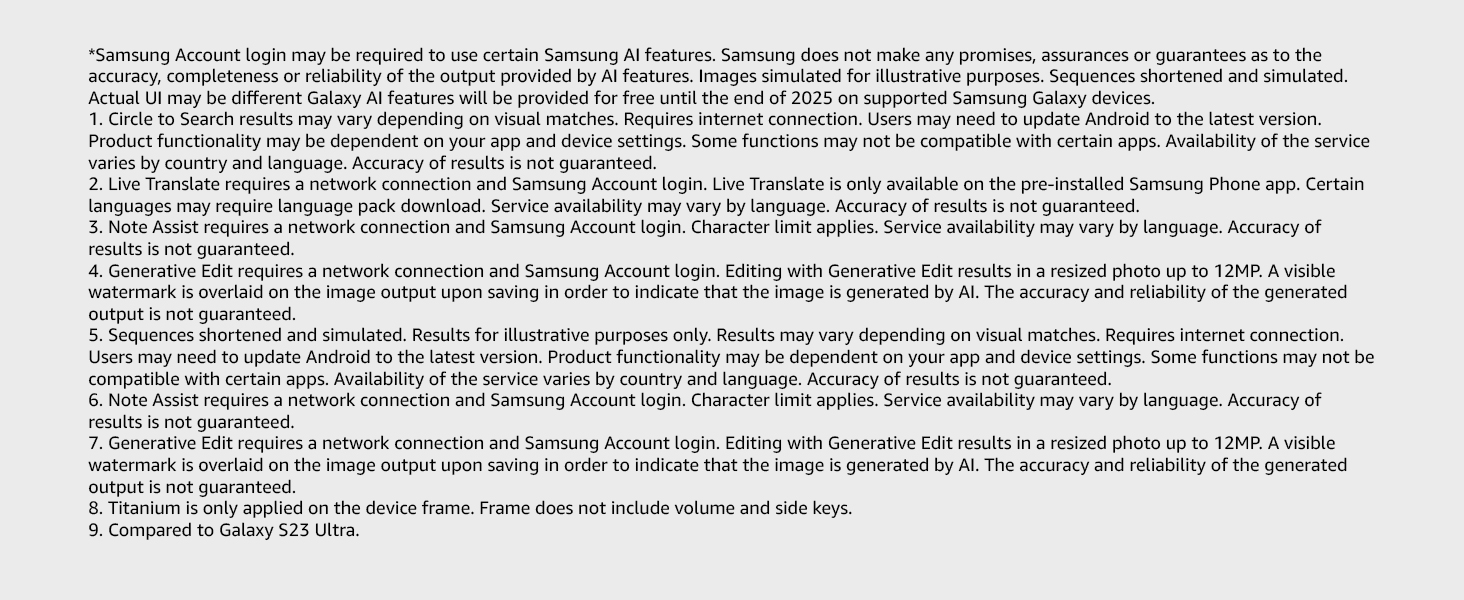 *Samsung Account login may be required to use certain Samsung AI features. Samsung does not make any promises, assurances or guarantees as to the
accuracy, completeness or reliability of the output provided by AI features. Images simulated for illustrative purposes. Sequences shortened and simulated.
Actual UI may be different Galaxy AI features will be provided for free until the end of 2025 on supported Samsung Galaxy devices.
1. Circle to Search results may vary depending on visual matches. Requires internet connection. Users may need to update Android to the latest version.
Product functionality may be dependent on your app and device settings. Some functions may not be compatible with certain apps. Availability of the service
varies by country and language. Accuracy of results is not guaranteed.
2. Live Translate requires a network connection and Samsung Account login. Live Translate is only available on the pre-installed Samsung Phone app. Certain
languages may require language pack download. Service availability may vary by language. Accuracy of results is not guaranteed.
3. Note Assist requires a network connection and Samsung Account login. Character limit applies. Service availability may vary by language. Accuracy of
results is not guaranteed.
4. Generative Edit requires a network connection and Samsung Account login. Editing with Generative Edit results in a resized photo up to 12MP. A visible
watermark is overlaid on the image output upon saving in order to indicate that the image is generated by AI. The accuracy and reliability of the generated
output is not guaranteed.
5. Sequences shortened and simulated. Results for illustrative purposes only. Results may vary depending on visual matches. Requires internet connection.
Users may need to update Android to the latest version. Product functionality may be dependent on your app and device settings. Some functions may not be
compatible with certain apps. Availability of the service varies by country and language. Accuracy of results is not guaranteed.
6. Note Assist requires a network connection and Samsung Account login. Character limit applies. Service availability may vary by language. Accuracy of
results is not guaranteed.
7. Generative Edit requires a network connection and Samsung Account login. Editing with Generative Edit results in a resized photo up to 12MP. A visible
watermark is overlaid on the image output upon saving in order to indicate that the image is generated by AI. The accuracy and reliability of the generated
output is not guaranteed.
8. Titanium is only applied on the device frame. Frame does not include volume and side keys.
9. Compared to Galaxy S23 Ultra.